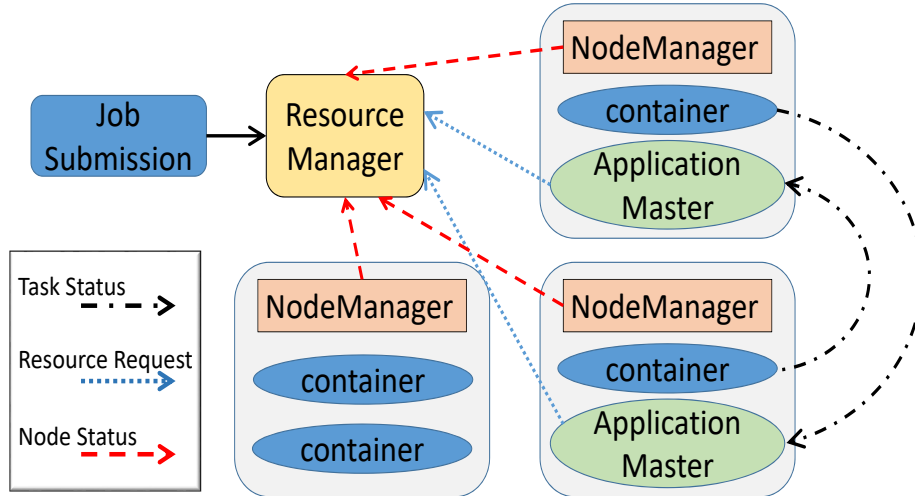 NodeManager
container
Application
Master
Job
Submission
Resource
Manager
Task Status
Resource Request
Node Status
NodeManager
container
container
NodeManager
container
Application
Master